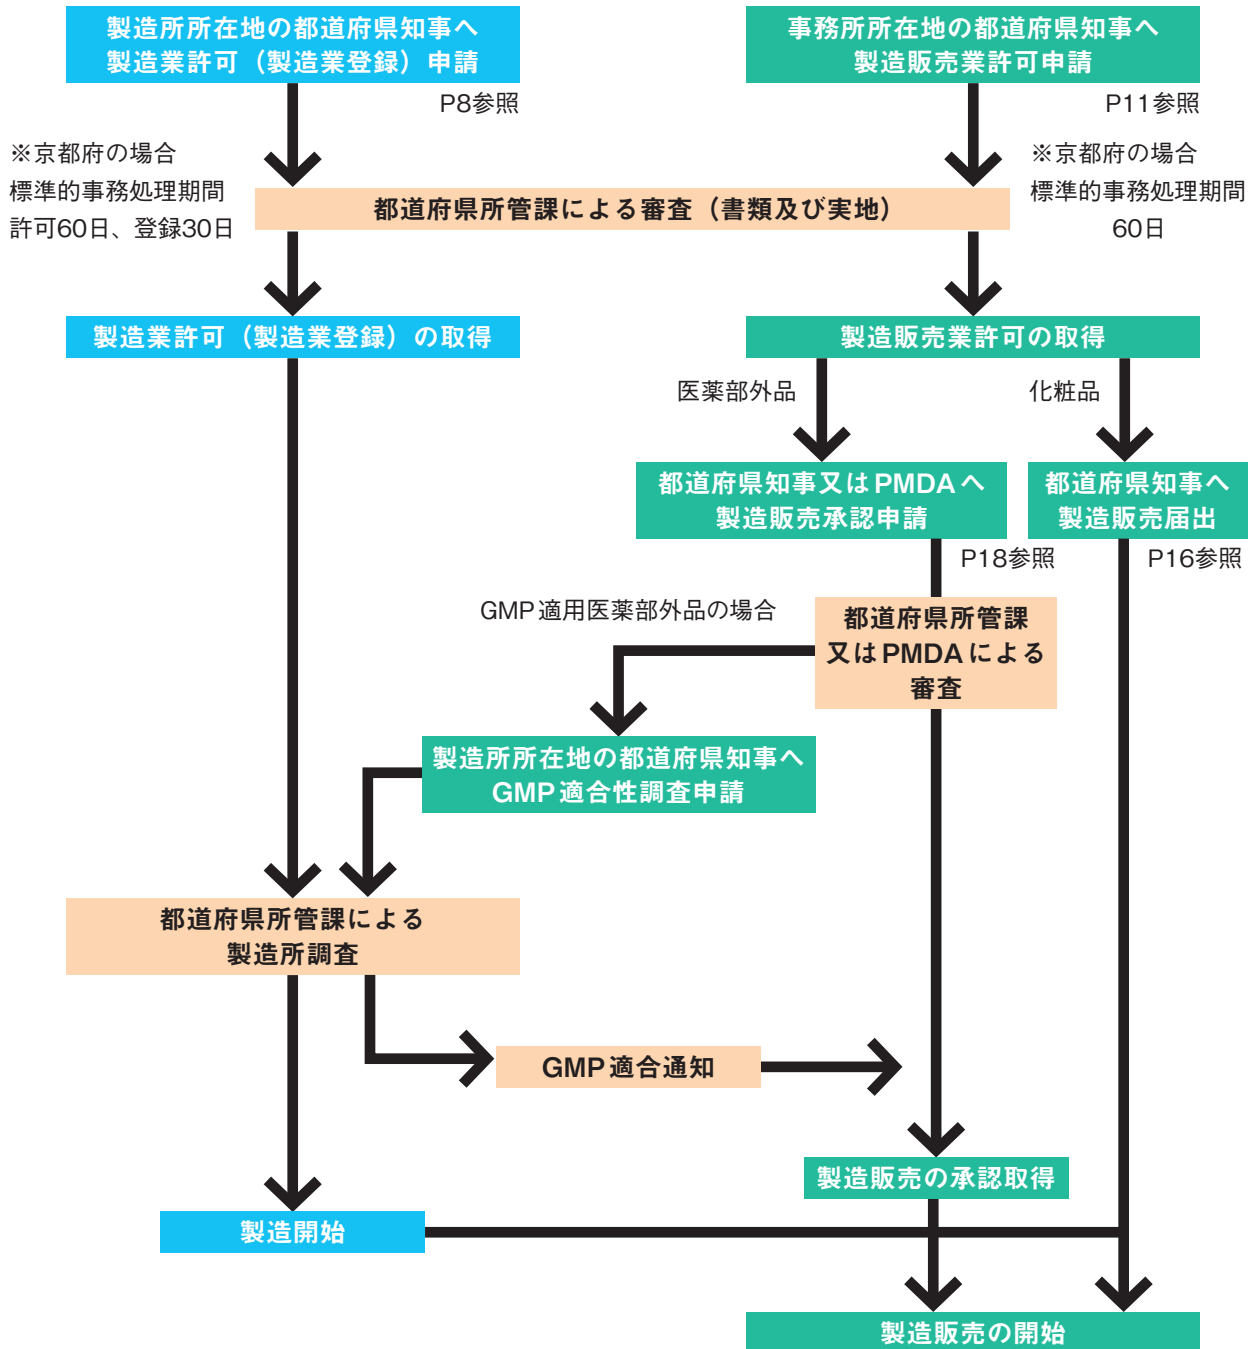 製造所所在地の都道府県知事へ
製造業許可（製造業登録）申請
事務所所在地の都道府県知事へ
製造販売業許可申請
P8参照
P11参照
※京都府の場合
標準的事務処理期間
許可60日、登録30日
※京都府の場合
標準的事務処理期間
60日
都道府県所管課による審査（書類及び実地）
製造業許可（製造業登録）の取得
製造販売業許可の取得
医薬部外品
化粧品
都道府県知事又はPMDAへ
製造販売承認申請
都道府県知事へ
製造販売届出
P18参照
P16参照
GMP適用医薬部外品の場合
都道府県所管課
又はPMDAによる
審査
製造所所在地の都道府県知事へ
GMP適合性調査申請
都道府県所管課による
製造所調査
GMP適合通知
製造販売の承認取得
製造開始
製造販売の開始